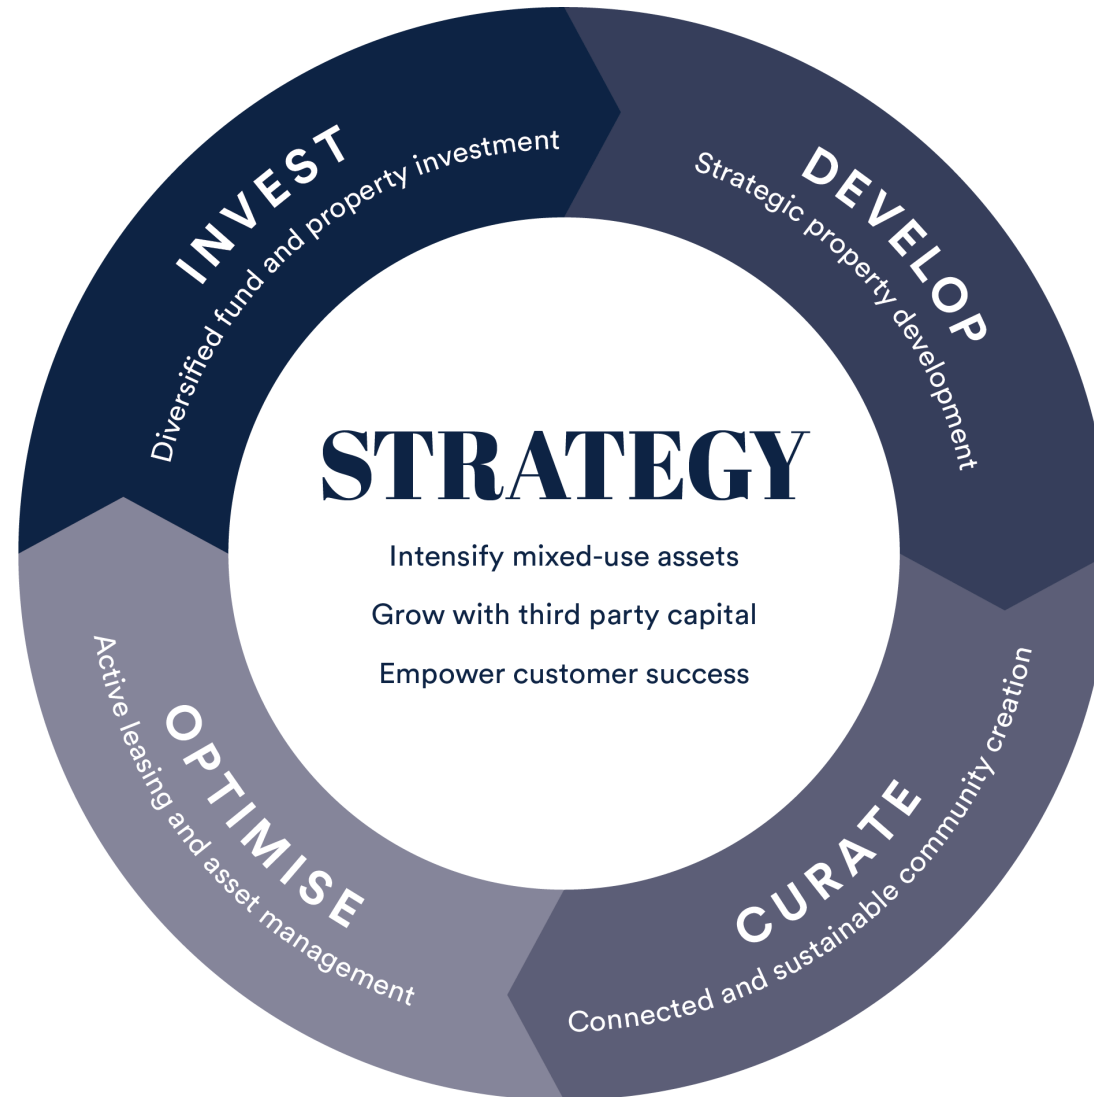 INVEST
Diversified fund and property investment
DEVELOP
Strategic property development
STRATEGY
Intensify mixed-use assets
Grow with third party capital
Empower customer success
CURATE
Connected and sustainable community creation
OPTIMISE
Active leasing and asset management